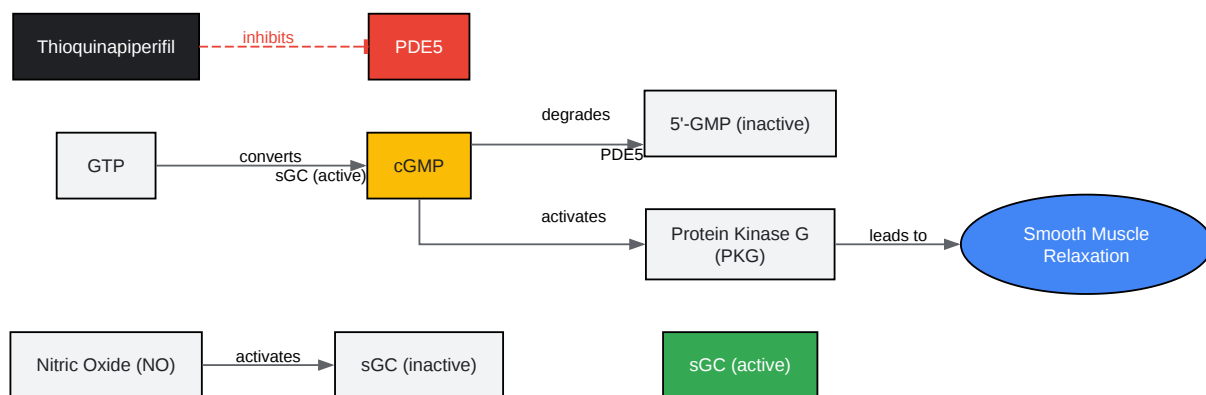 Thioquinapiperifil
inhibits
PDE5
degrades
5'-GMP (inactive)
PDE5
GTP
converts
sGC (active)
cGMP
activates
Protein Kinase G
(PKG)
leads to
Smooth Muscle
Relaxation
Nitric Oxide (NO)
activates
sGC (inactive)
sGC (active)